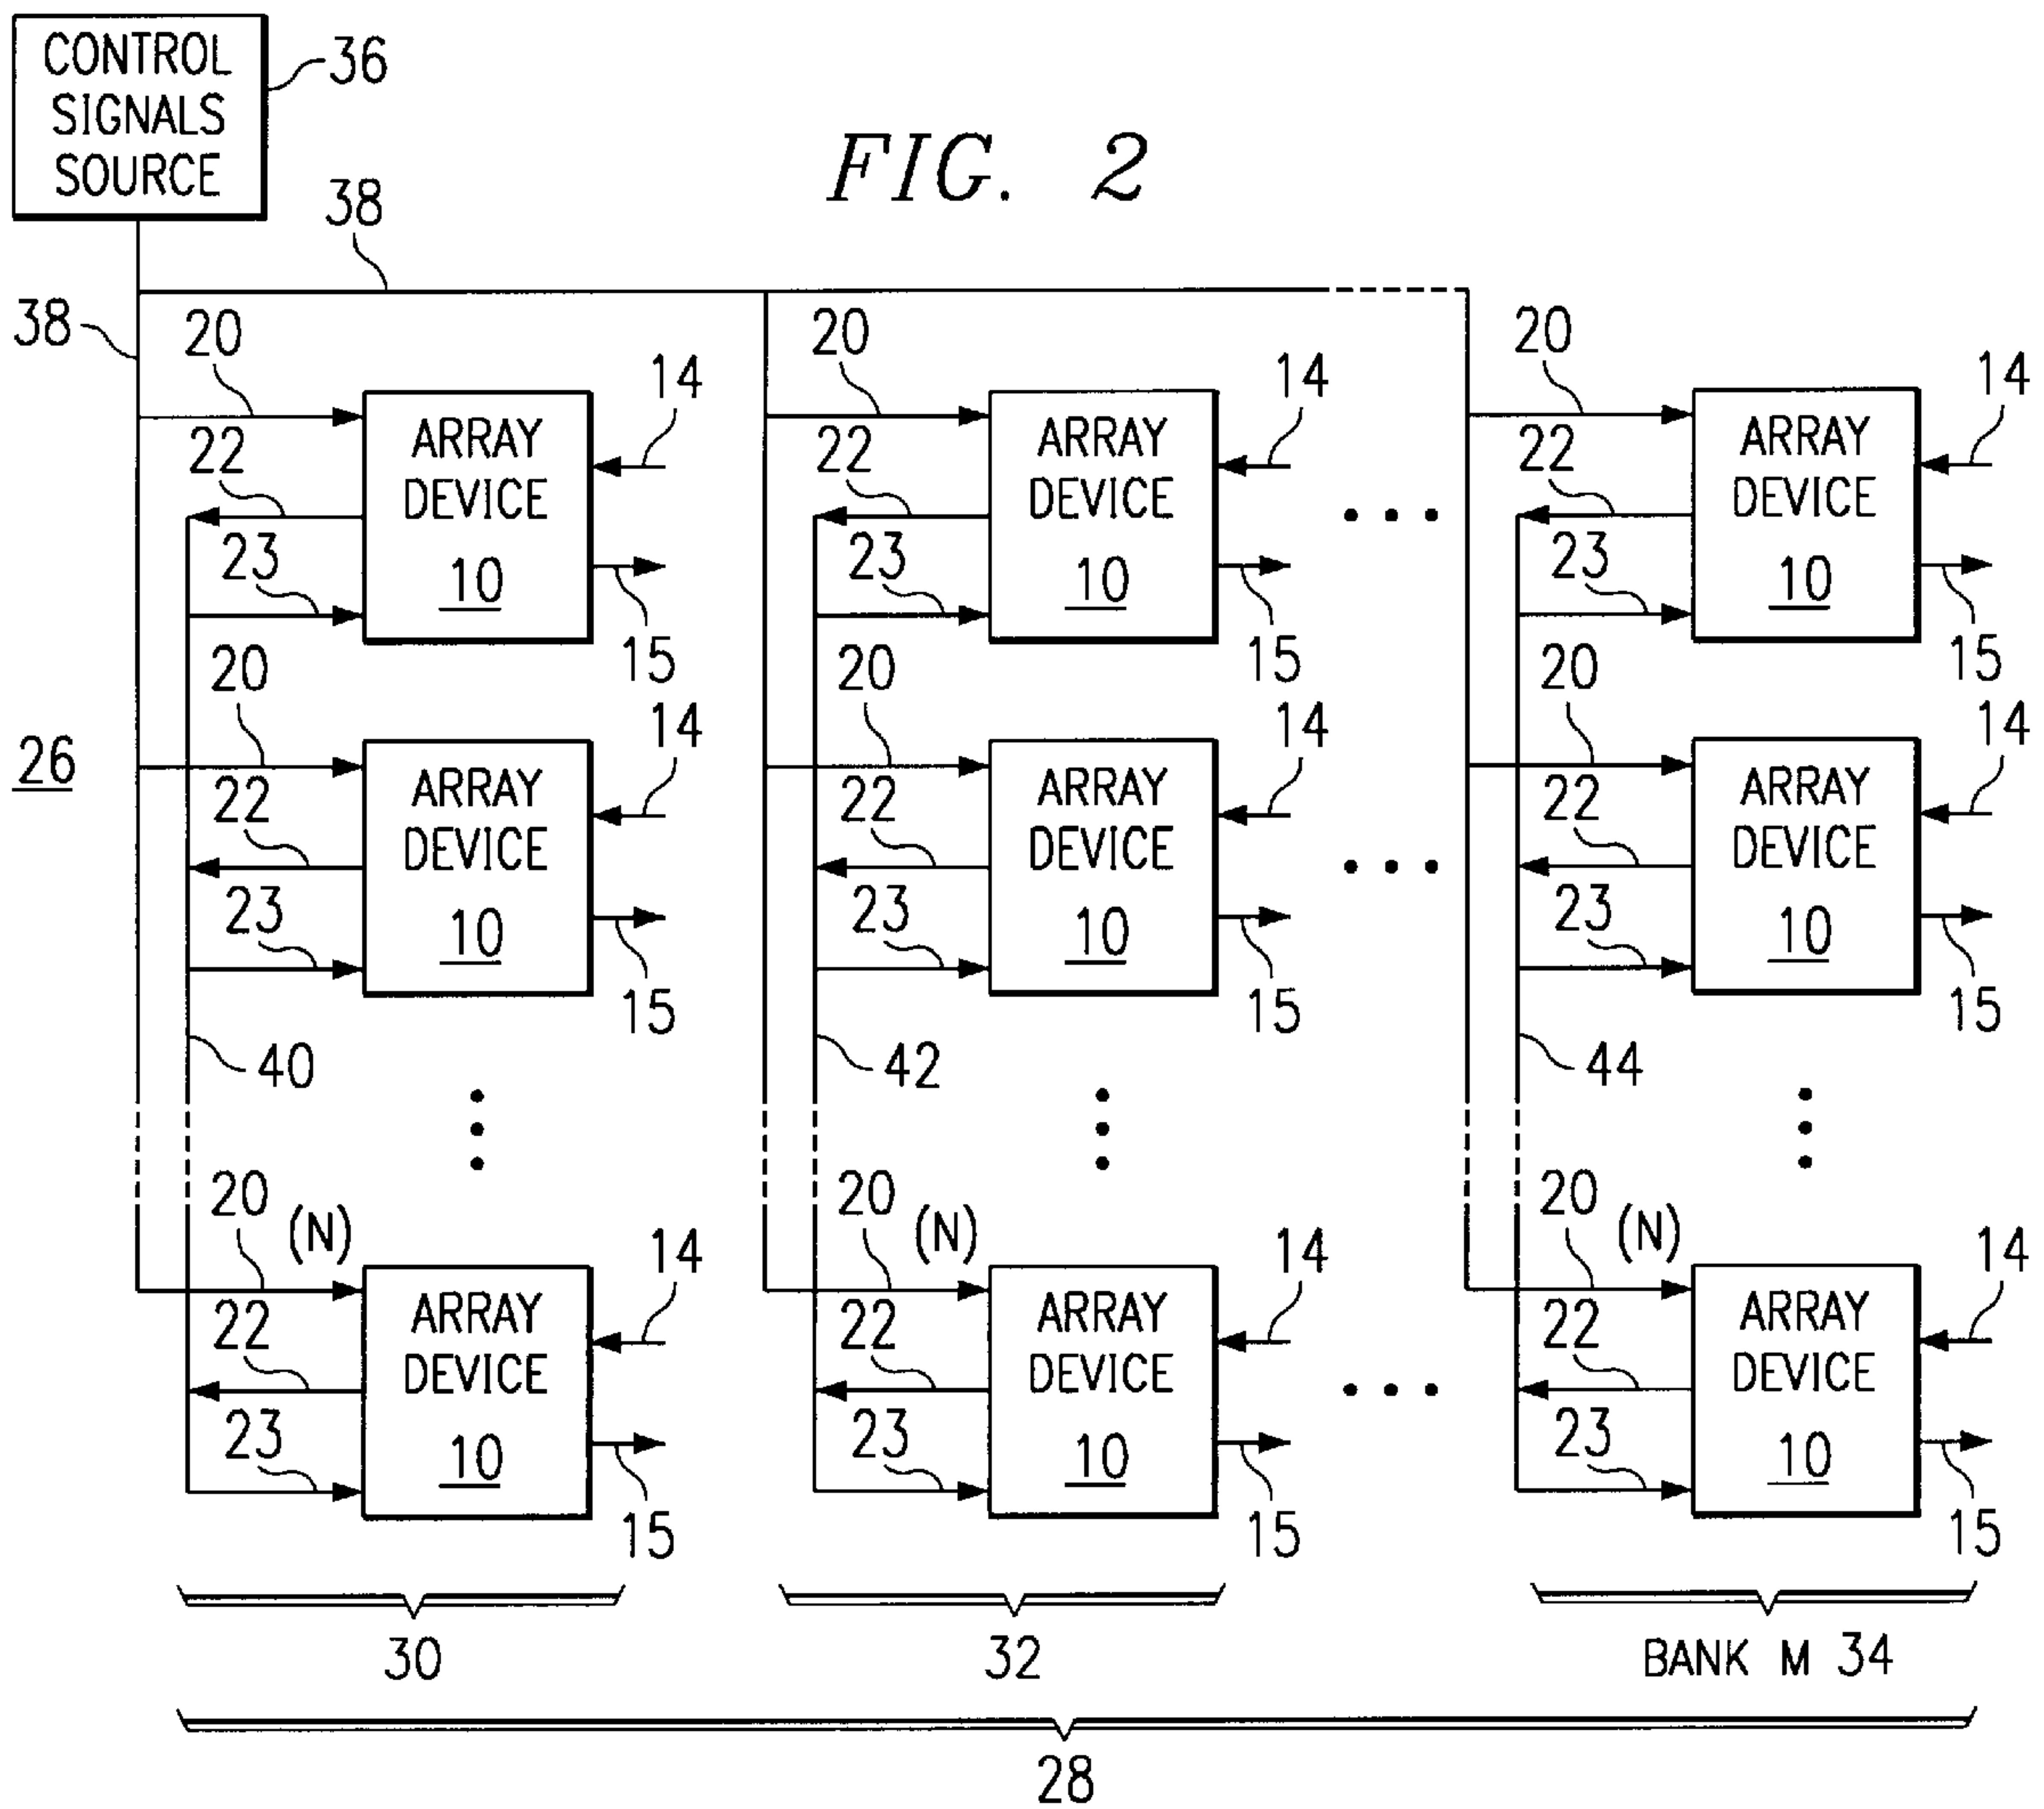 CONTROL
SIGNALS
SOURCE
36
FIG. 2
38
38
20 20 20
14 14 14
ARRAY ARRAY ARRAY
22 22 22
DEVICE DEVICE DEVICE
23 23 23
10 10 10
15 15 15
20 20 20
14 14 14
26
ARRAY ARRAY ARRAY
22 22 22
DEVICE DEVICE DEVICE
23 23 23
10 10 10
15 15 15
40 42 44
20 (N) 20 (N) 20 (N)
14 14 14
ARRAY ARRAY ARRAY
22 22 22
DEVICE DEVICE DEVICE
23 23 23
10 10 10
15 15 15
30 32 BANK M 34
28